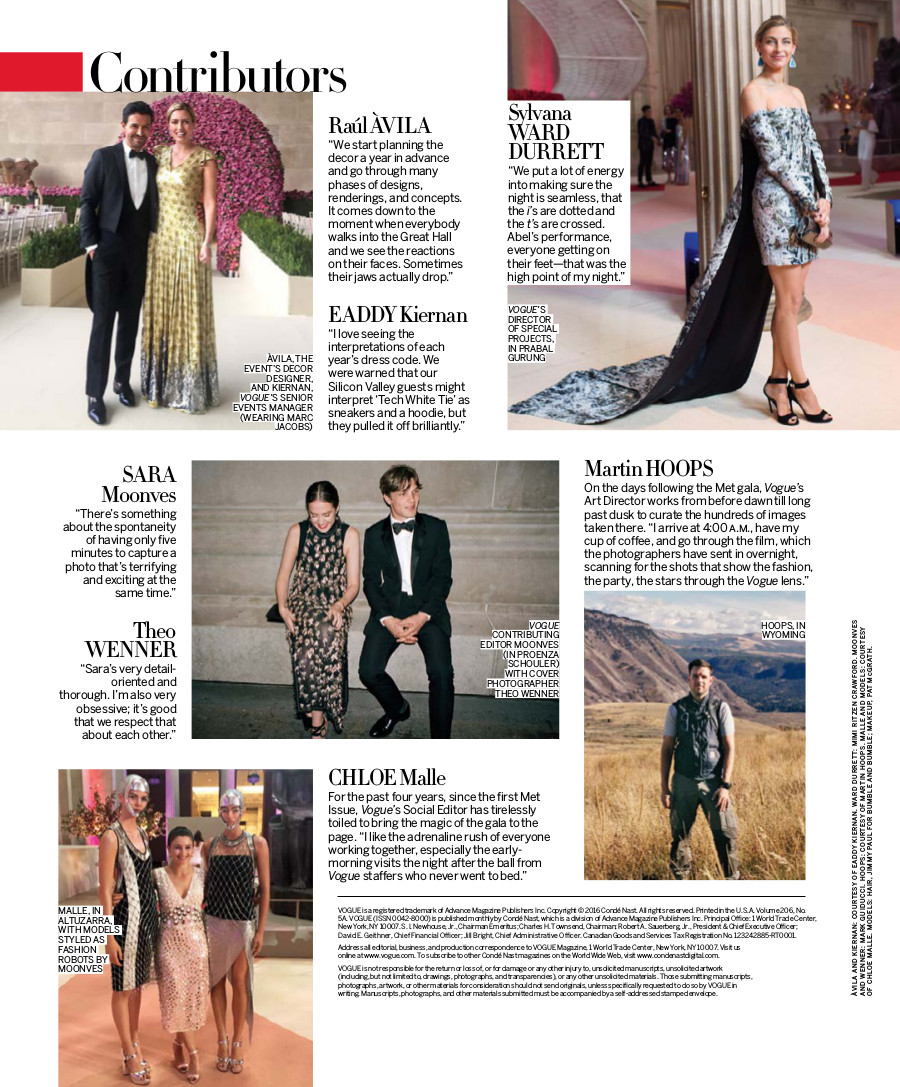 Contributors
Raúl ÀVILA
“We start planning the
decor a year in advance
and go through many
phases of designs,
renderings, and concepts.
It comes down to the
moment when everybody
walks into the Great Hall
and we see the reactions
on their faces. Sometimes
their jaws actually drop.”
EADDY Kiernan
“I love seeing the
interpretations of each
year’s dress code. We
were warned that our
Silicon Valley guests might
interpret ‘Tech White Tie’ as
sneakers and a hoodie, but
they pulled it off brilliantly.”
ÀVILA, THE
EVENT’S DECOR
DESIGNER,
AND KIERNAN,
VOGUE’S SENIOR
EVENTS MANAGER
(WEARING MARC
JACOBS)
Sylvana
WARD
DURRETT
“We put a lot of energy
into making sure the
night is seamless, that
the i’s are dotted and
the t’s are crossed.
Abel’s performance,
everyone getting on
their feet—that was the
high point of my night.”
VOGUE’S
DIRECTOR
OF SPECIAL
PROJECTS,
IN PRABAL
GURUNG
SARA
Moonves
“There’s something
about the spontaneity
of having only five
minutes to capture a
photo that’s terrifying
and exciting at the
same time.”
Theo
WENNER
“Sara’s very detail-
oriented and
thorough. I’m also very
obsessive; it’s good
that we respect that
about each other.”
VOGUE
CONTRIBUTING
EDITOR MOONVES
(IN PROENZA
SCHOULER)
WITH COVER
PHOTOGRAPHER
THEO WENNER
Martin HOOPS
On the days following the Met gala, Vogue’s
Art Director works from before dawn till long
past dusk to curate the hundreds of images
taken there. “I arrive at 4:00 A.M., have my
cup of coffee, and go through the film, which
the photographers have sent in overnight,
scanning for the shots that show the fashion,
the party, the stars through the Vogue lens.”
HOOPS, IN
WYOMING
CHLOE Malle
For the past four years, since the first Met
Issue, Vogue’s Social Editor has tirelessly
toiled to bring the magic of the gala to the
page. “I like the adrenaline rush of everyone
working together, especially the early-
morning visits the night after the ball from
Vogue staffers who never went to bed.”
MALLE, IN
ALTUZARRA,
WITH MODELS
STYLED AS
FASHION
ROBOTS BY
MOONVES
VOGUE is a registered trademark of Advance Magazine Publishers Inc. Copyright © 2016 Condé Nast. All rights reserved. Printed in the U.S.A. Volume 206, No.
5A. VOGUE (ISSN 0042-8000) is published monthly by Condé Nast, which is a division of Advance Magazine Publishers Inc. Principal Office: 1 World Trade Center,
New York, NY 10007. S. I. Newhouse, Jr., Chairman Emeritus; Charles H. Townsend, Chairman; Robert A. Sauerberg, Jr., President & Chief Executive Officer;
David E. Geithner, Chief Financial Officer; Jill Bright, Chief Administrative Officer. Canadian Goods and Services Tax Registration No. 123242885-RT0001.
Address all editorial, business, and production correspondence to VOGUE Magazine, 1 World Trade Center, New York, NY 10007. Visit us
online at www.vogue.com. To subscribe to other Condé Nast magazines on the World Wide Web, visit www.condenastdigital.com.
VOGUE is not responsible for the return or loss of, or for damage or any other injury to, unsolicited manuscripts, unsolicited artwork
(including, but not limited to, drawings, photographs, and transparencies), or any other unsolicited materials. Those submitting manuscripts,
photographs, artwork, or other materials for consideration should not send originals, unless specifically requested to do so by VOGUE in
writing. Manuscripts, photographs, and other materials submitted must be accompanied by a self-addressed stamped envelope.
ÀVILA AND KIERNAN: COURTESY OF EADDY KIERNAN. WARD DURRETT: MIMI RITZEN CRAWFORD. MOONVES
AND WENNER: MARK GUIDUCCI. HOOPS: COURTESY OF MARTIN HOOPS. MALLE AND MODELS: COURTESY
OF CHLOE MALLE. MODELS: HAIR, JIMMY PAUL FOR BUMBLE AND BUMBLE; MAKEUP, PAT McGRATH.